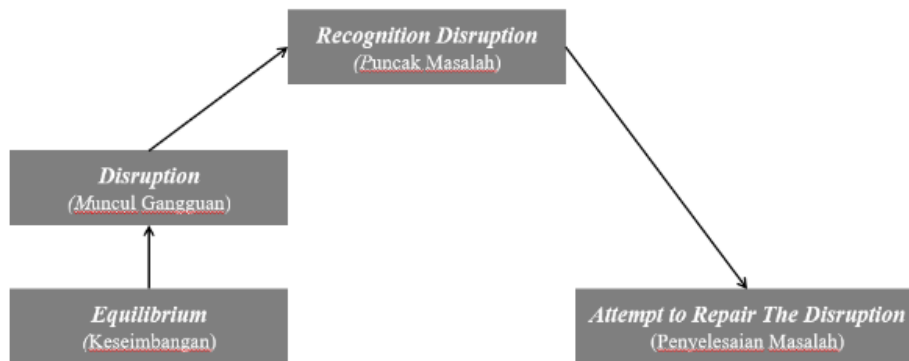 Recognition Disruption
(Puncak Masalah)
Disruption
(Muncul Gangguan)
Equilibrium
(Keseimbangan)
Attempt to Repair The Disruption
(Penyelesaian Masalah)